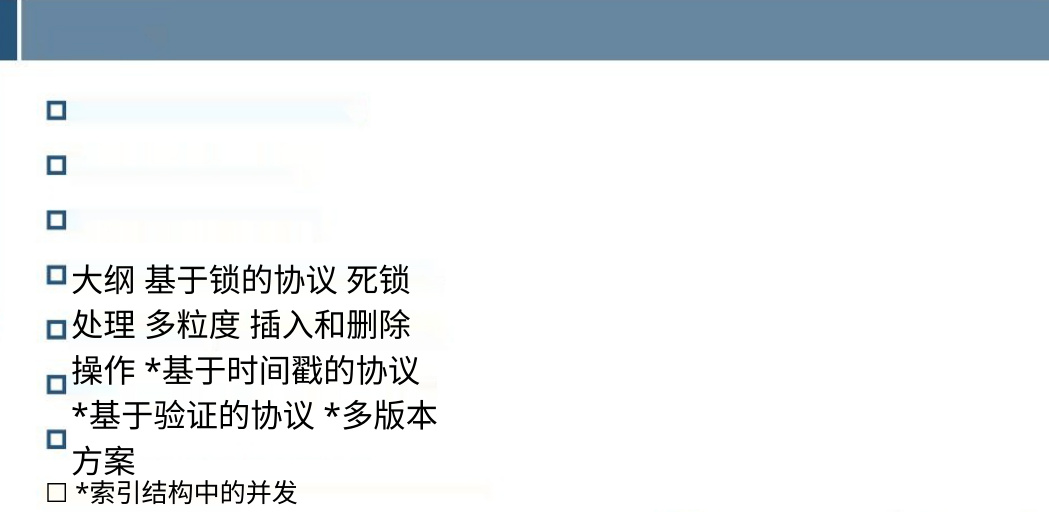 大纲 基于锁的协议 死锁
处理 多粒度 插入和删除
操作 *基于时间戳的协议
*基于验证的协议 *多版本
方案
□ *索引结构中的并发